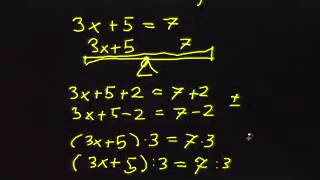 3x+5 = 7
3x+5 7
3x+5+2 = 7+2
±
3x+5-2 = 7-2
(3x+5)·3 = 7·3
(3x+5):3 = 7:3